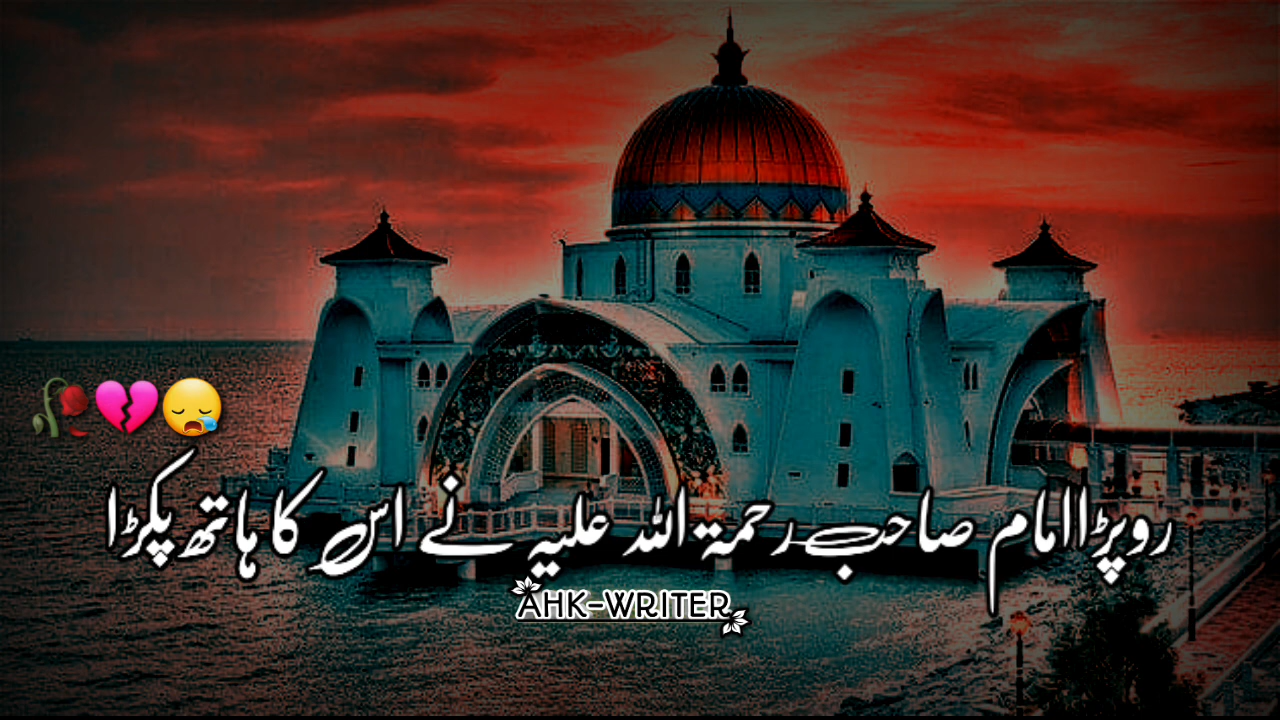 🥀💔😪
روپڑا امام صاحب رحمۃ اللہ علیہ نے اس کا ہاتھ پکڑا
AHK-WRITER